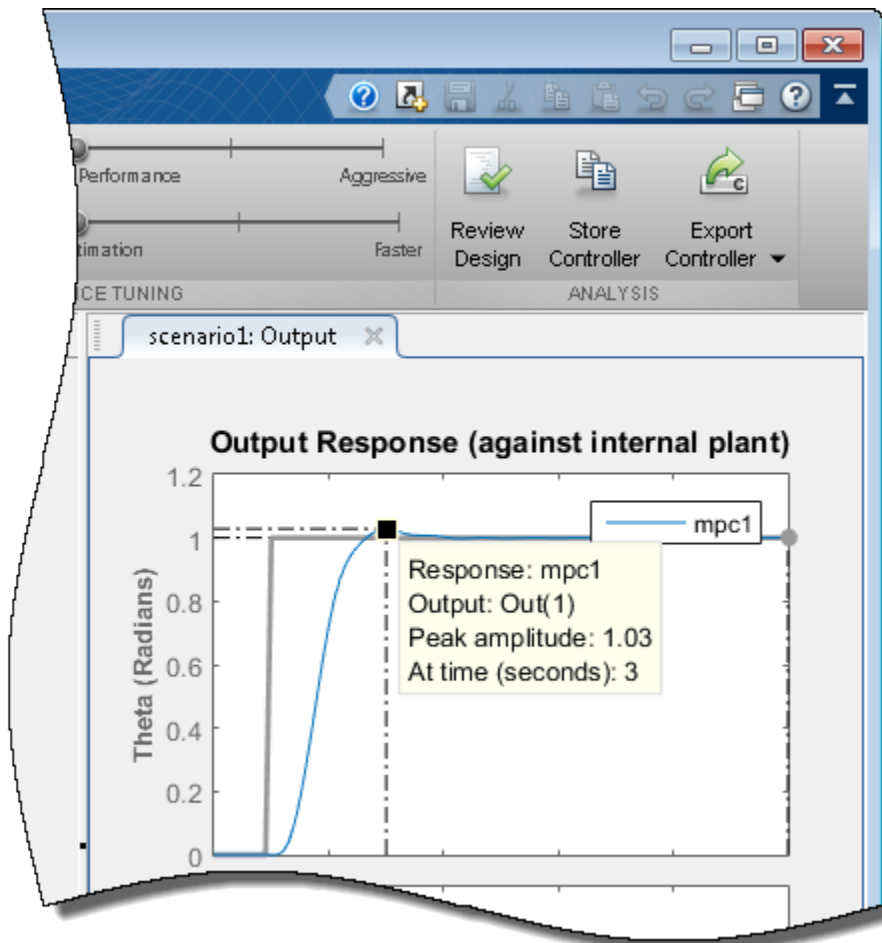 Performance
Aggressive
timation
Faster
CE TUNING
Review
Design
Store
Controller
C
Export
Controller
ANALYSIS
scenario1: Output
Output Response (against internal plant)
1.2
1
0.8
0.6
0.4
0.2
0
Theta (Radians)
mpc1
Response: mpc1
Output: Out(1)
Peak amplitude: 1.03
At time (seconds): 3